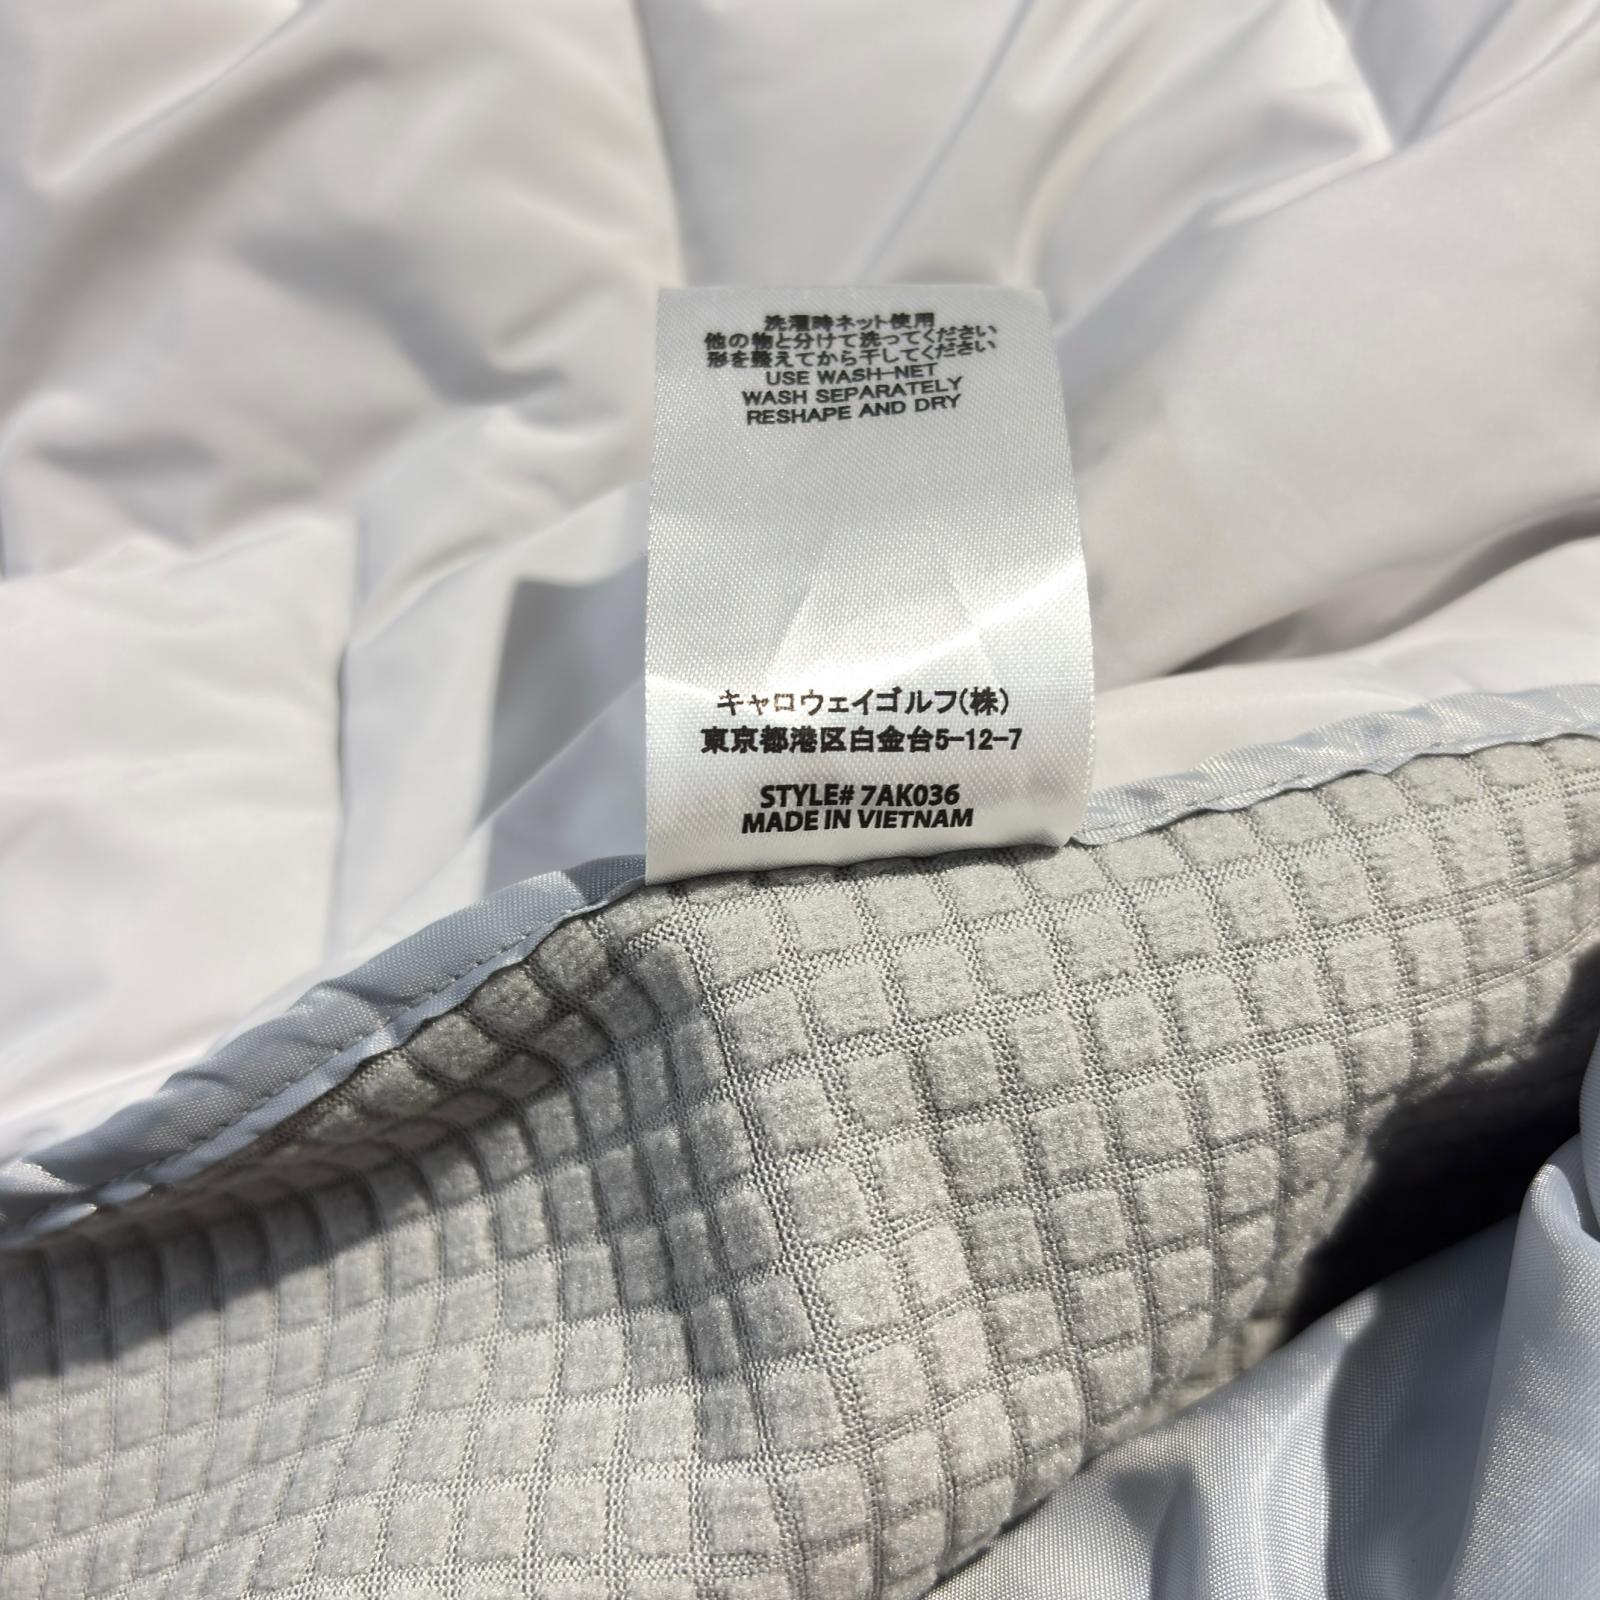 洗濯時ネット使用
他の物と分けて洗ってください
形を整えてから干してください
USE WASH-NET
WASH SEPARATELY
RESHAPE AND DRY
キャロウェイゴルフ(株)
東京都港区白金台5-12-7
STYLE# 7AK036
MADE IN VIETNAM